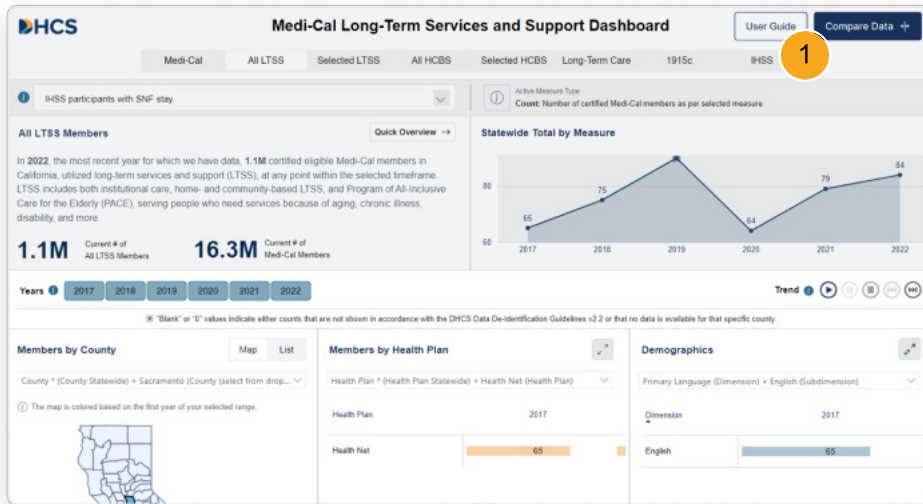 DHCS
Medi-Cal Long-Term Services and Support Dashboard
User Guide
Compare Data
1
Medi-Cal
All LTSS
Selected LTSS
All HCBS
Selected HCBS
Long-Term Care
1915c
IHSS
IHSS participants with SNF stay
Active Measure Type
Count: Number of certified Medi-Cal members as per selected measure
All LTSS Members
Quick Overview →
In 2022, the most recent year for which we have data, 1.1M certified eligible Medi-Cal members in
California, utilized long-term services and support (LTSS), at any point within the selected timeframe.
LTSS includes both institutional care, home- and community-based LTSS, and Program of All-Inclusive
Care for the Elderly (PACE), serving people who need services because of aging, chronic illness,
disability, and more.
1.1M
Current # of
All LTSS Members
16.3M
Current # of
Medi-Cal Members
Statewide Total by Measure
80
60
65
75
64
79
84
2017
2018
2019
2020
2021
2022
Years
2017
2018
2019
2020
2021
2022
Trend
"Blank" or "0" values indicate either counts that are not shown in accordance with the DHCS Data De-identification Guidelines v2.2 or that no data is available for that specific county.
Members by County
Map
List
County * (County Statewide) + Sacramento (County (select from drop...
The map is colored based on the first year of your selected range.
Members by Health Plan
Health Plan * (Health Plan Statewide) + Health Net (Health Plan)
Health Plan
2017
Health Net
65
Demographics
Primary Language (Dimension) + English (Subdimension)
Dimension
2017
English
65